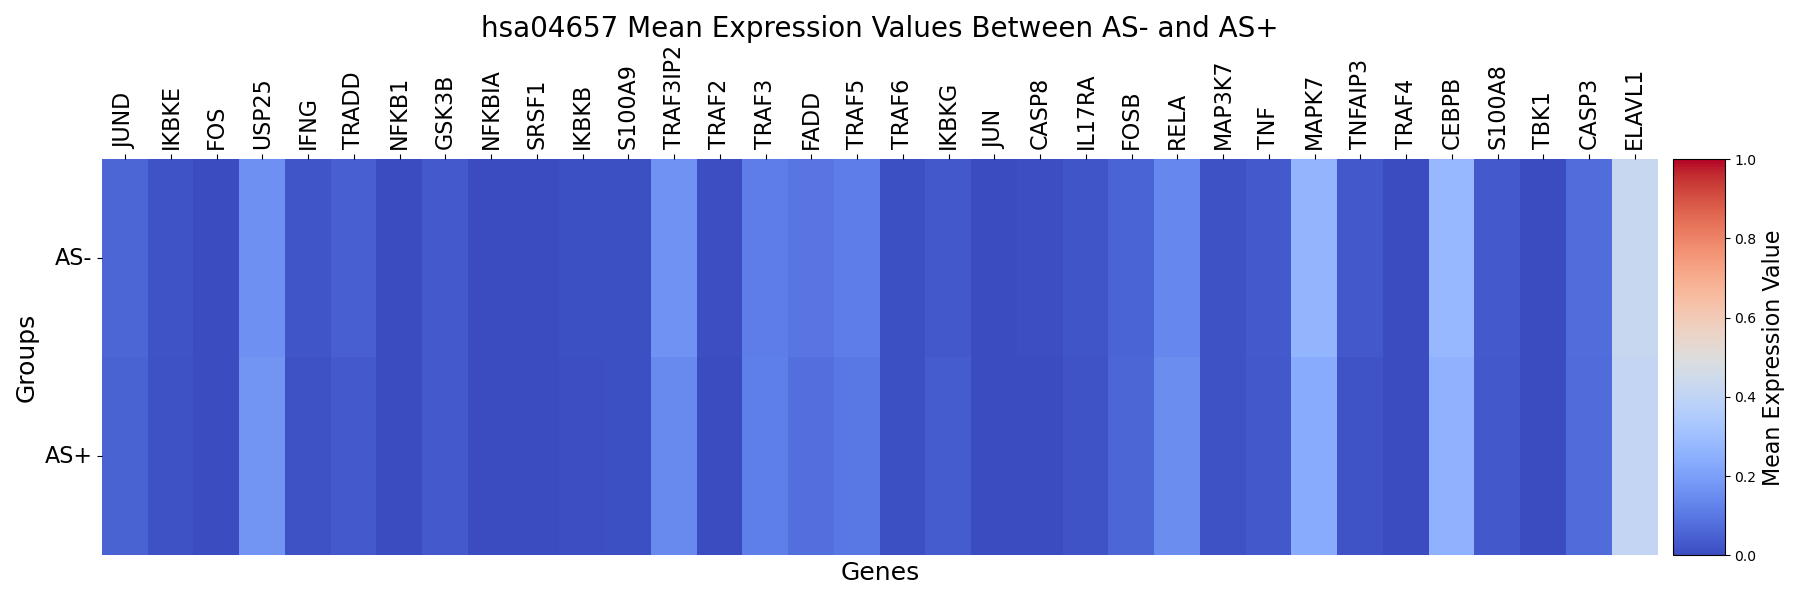 hsa04657 Mean Expression Values Between AS- and AS+
JUND
IKBKE
FOS
USP25
IFNG
TRADD
NFKB1
GSK3B
NFKBIA
SRSF1
IKBKB
S100A9
TRAF3IP2
TRAF2
TRAF3
FADD
TRAF5
TRAF6
IKBKG
JUN
CASP8
IL17RA
FOSB
RELA
MAP3K7
TNF
MAPK7
TNFAIP3
TRAF4
CEBPB
S100A8
TBK1
CASP3
ELAVL1
AS-
AS+
Groups
Genes
1.0
0.8
0.6
0.4
0.2
0.0
Mean Expression Value